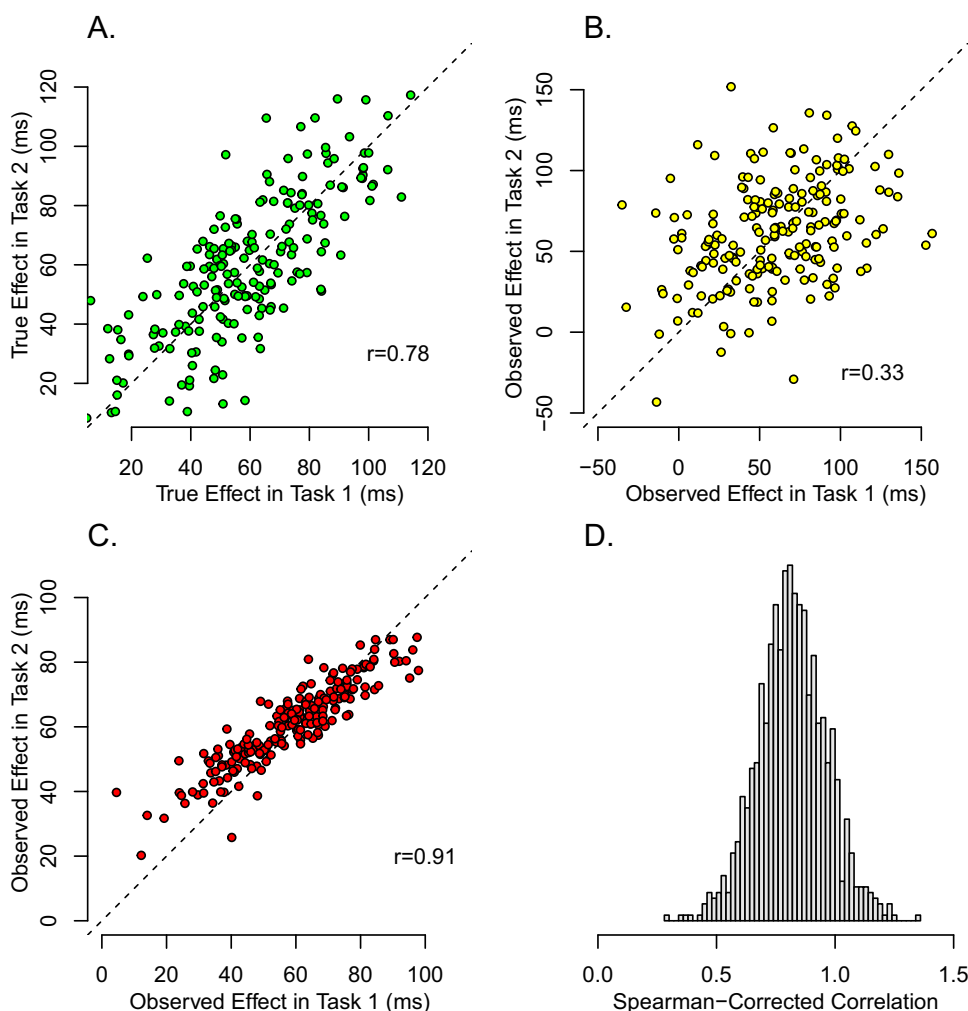 A.
True Effect in Task 2 (ms)
120
100
80
60
40
20
r=0.78
20 40 60 80 100 120
True Effect in Task 1 (ms)
B.
Observed Effect in Task 2 (ms)
150
100
50
0
−50
r=0.33
−50 0 50 100 150
Observed Effect in Task 1 (ms)
C.
Observed Effect in Task 2 (ms)
100
80
60
40
20
0
r=0.91
0 20 40 60 80 100
Observed Effect in Task 1 (ms)
D.
0.0 0.5 1.0 1.5
Spearman−Corrected Correlation